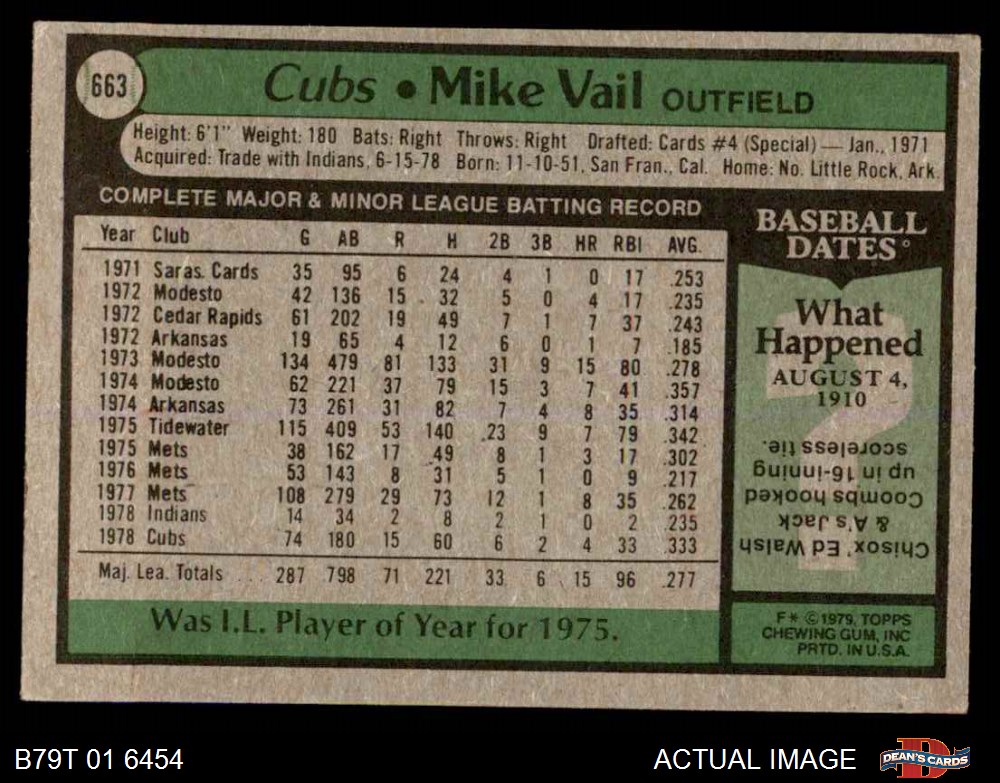 663
Cubs • Mike Vail OUTFIELD
Height: 6'1" Weight: 180 Bats: Right Throws: Right Drafted: Cards #4 (Special) — Jan., 1971
Acquired: Trade with Indians, 6-15-78 Born: 11-10-51, San Fran., Cal. Home: No. Little Rock, Ark.
COMPLETE MAJOR & MINOR LEAGUE BATTING RECORD
Year Club G AB R H 2B 3B HR RBI AVG.
1971 Saras. Cards 35 95 6 24 4 1 0 17 .253
1972 Modesto 42 136 15 32 5 0 4 17 .235
1972 Cedar Rapids 61 202 19 49 7 1 7 37 .243
1972 Arkansas 19 65 4 12 6 0 1 7 .185
1973 Modesto 134 479 81 133 31 9 15 80 .278
1974 Modesto 62 221 37 79 15 3 7 41 .357
1974 Arkansas 73 261 31 82 7 4 8 35 .314
1975 Tidewater 115 409 53 140 23 9 7 79 .342
1975 Mets 38 162 17 49 8 1 3 17 .302
1976 Mets 53 143 8 31 5 1 0 9 .217
1977 Mets 108 279 29 73 12 1 8 35 .262
1978 Indians 14 34 2 8 2 1 0 2 .235
1978 Cubs 74 180 15 60 6 2 4 33 .333
Maj. Lea. Totals ... 287 798 71 221 33 6 15 96 .277
Was I.L. Player of Year for 1975.
BASEBALL
DATES°
What
Happened
AUGUST 4,
1910
Chisox' Ed Walsh
& A's Jack
Coombs hooked
up in 16-inning
scoreless tie.
F* © 1979, TOPPS
CHEWING GUM, INC
PRTD. IN U.S.A.
B79T 01 6454
ACTUAL IMAGE
DEAN'S CARDS